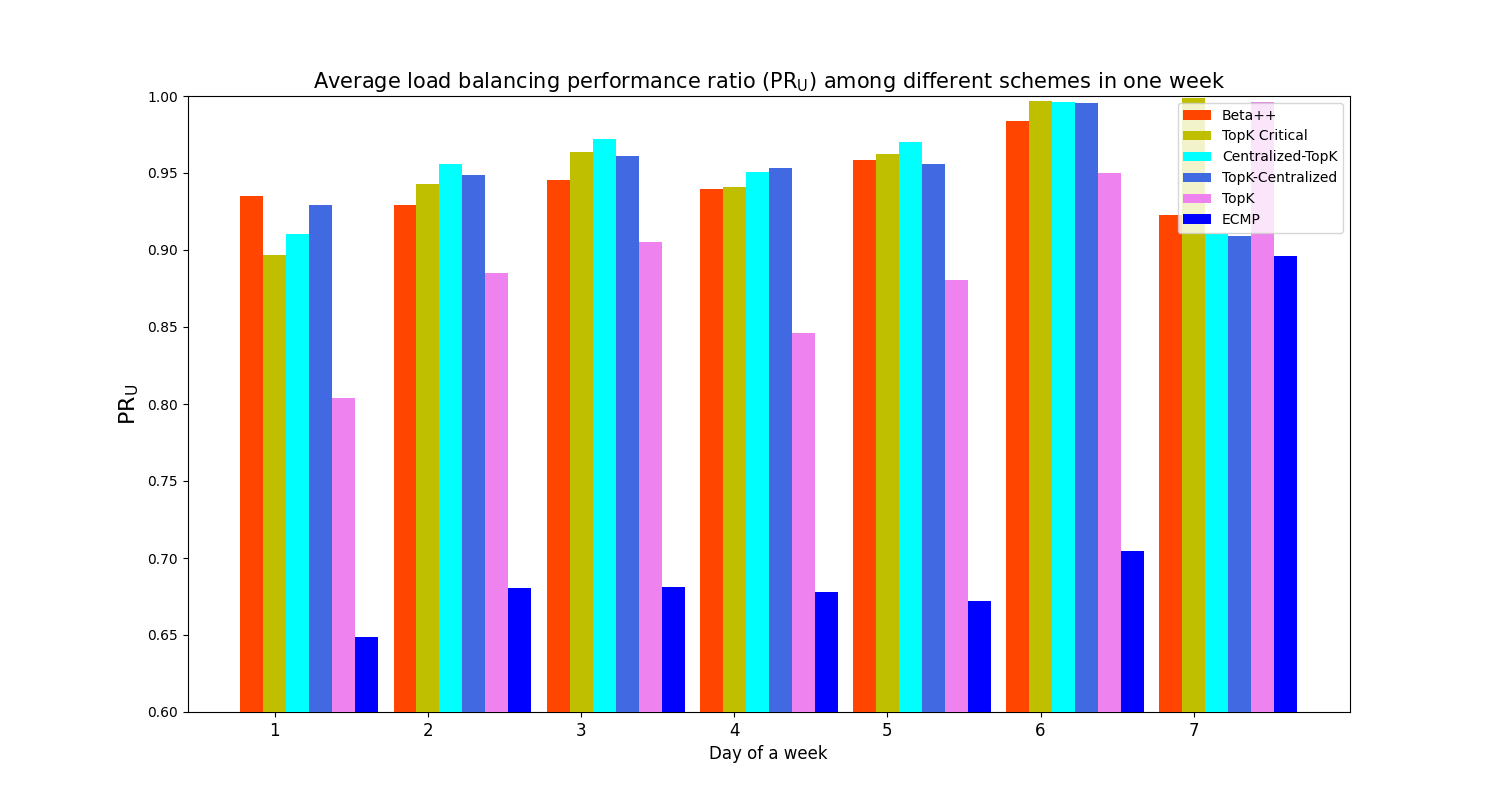 Average load balancing performance ratio (PRU) among different schemes in one week
1.00
0.95
0.90
0.85
0.80
0.75
0.70
0.65
0.60
PRU
Beta++
TopK Critical
Centralized-TopK
TopK-Centralized
TopK
ECMP
1 2 3 4 5 6 7
Day of a week